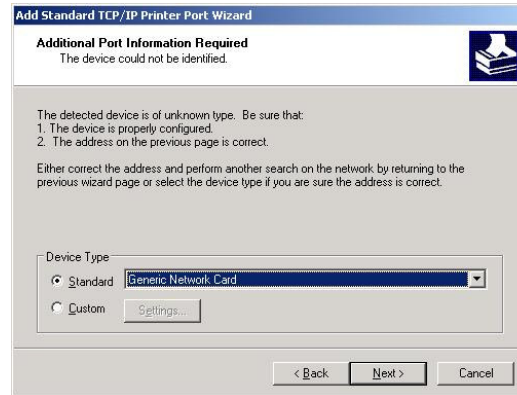 Add Standard TCP/IP Printer Port Wizard
Additional Port Information Required
The device could not be identified.
The detected device is of unknown type. Be sure that:
1. The device is properly configured.
2. The address on the previous page is correct.
Either correct the address and perform another search on the network by returning to the
previous wizard page or select the device type if you are sure the address is correct.
Device Type
Standard Generic Network Card
Custom Settings...
< Back Next > Cancel